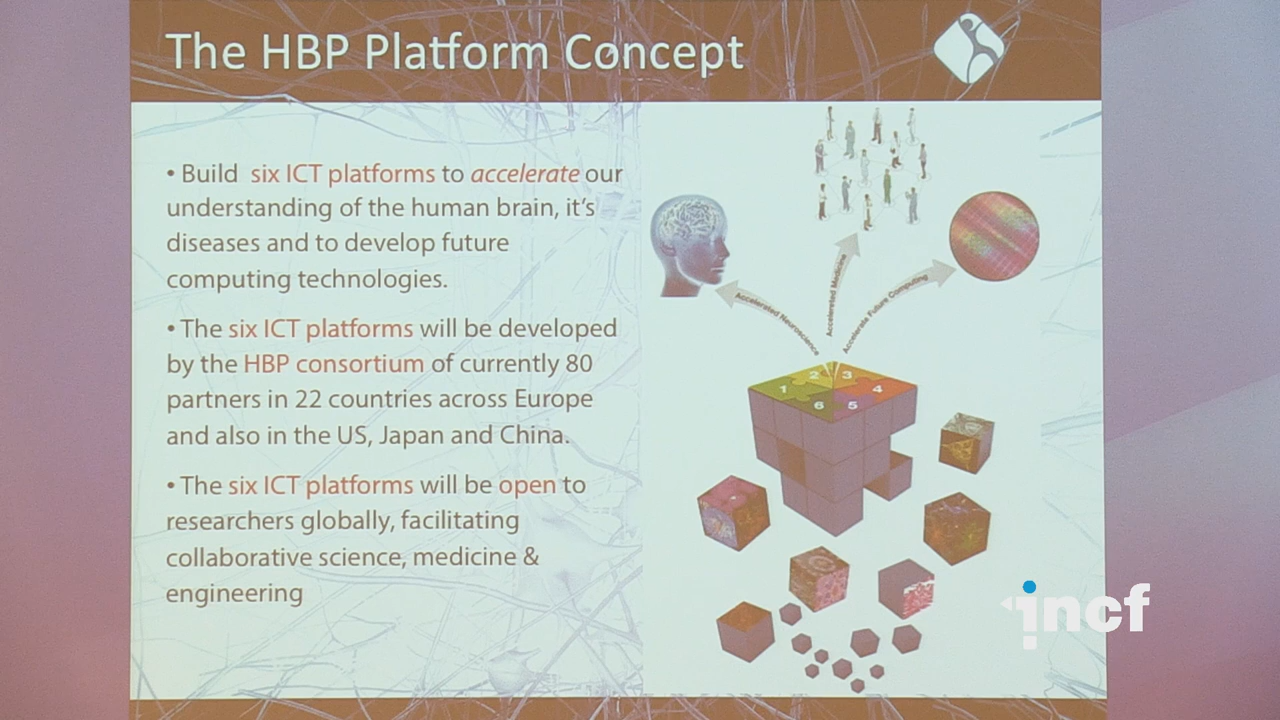 The HBP Platform Concept
• Build six ICT platforms to accelerate our
understanding of the human brain, it's
diseases and to develop future
computing technologies.
• The six ICT platforms will be developed
by the HBP consortium of currently 80
partners in 22 countries across Europe
and also in the US, Japan and China.
• The six ICT platforms will be open to
researchers globally, facilitating
collaborative science, medicine &
engineering
Accelerated Neuroscience
Accelerated Medicine
Accelerate Future Computing
1 2 3 4
6 5
incf